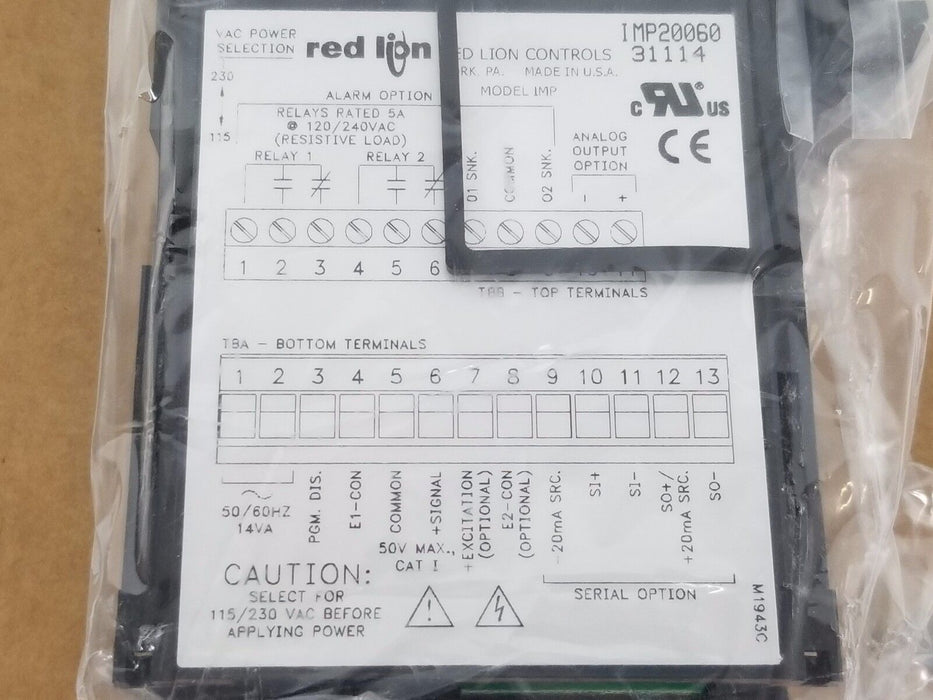 VAC POWER
SELECTION
230
115
red lion
RED LION CONTROLS
YORK, PA. MADE IN U.S.A.
MODEL IMP
IMP20060
31114
c RU® US
CE
ALARM OPTION
RELAYS RATED 5A
@ 120/240VAC
(RESISTIVE LOAD)
RELAY 1 RELAY 2
O1 SNK.
COMMON
O2 SNK.
ANALOG
OUTPUT
OPTION
- +
1 2 3 4 5 6
TBB - TOP TERMINALS
TBA - BOTTOM TERMINALS
1 2 3 4 5 6 7 8 9 10 11 12 13
50/60HZ
14VA
PGM. DIS.
E1-CON
COMMON
+SIGNAL
50V MAX.,
CAT I
+EXCITATION
(OPTIONAL)
E2-CON
(OPTIONAL)
-20mA SRC.
SI+
SI-
SO+/
+20mA SRC.
SO-
SERIAL OPTION
CAUTION:
SELECT FOR
115/230 VAC BEFORE
APPLYING POWER
M1943C